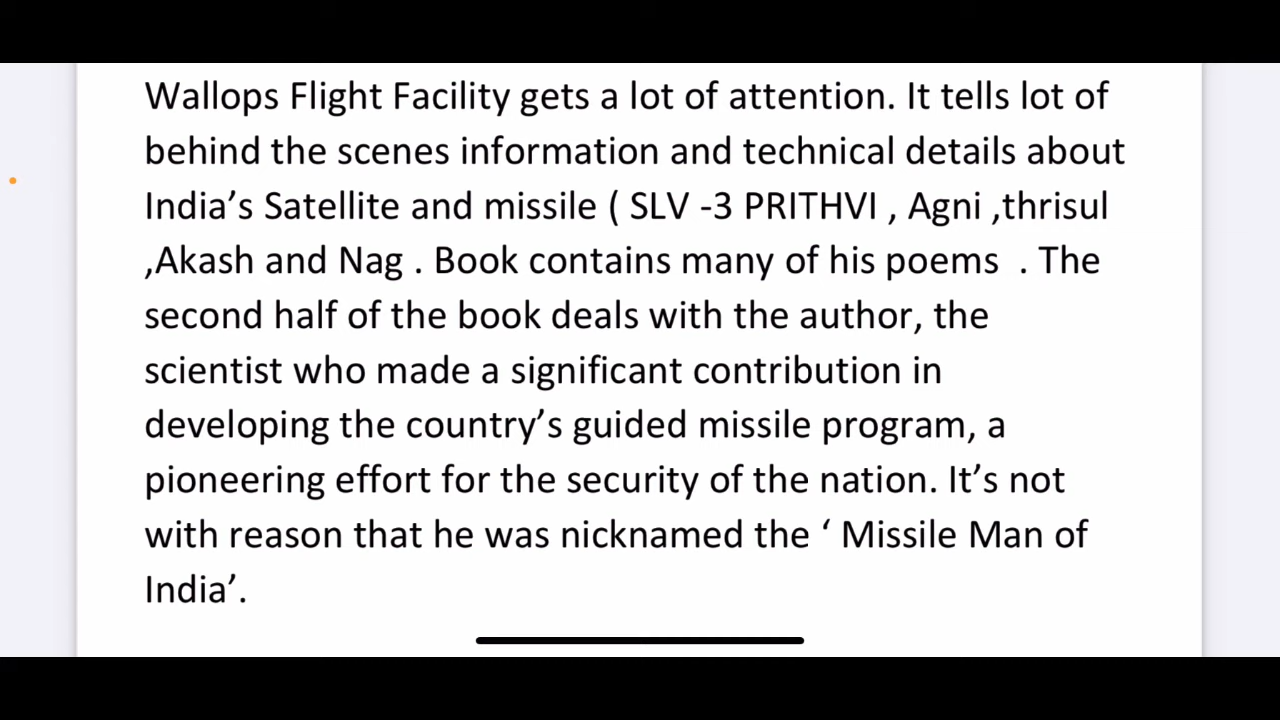 Wallops Flight Facility gets a lot of attention. It tells lot of
behind the scenes information and technical details about
India’s Satellite and missile ( SLV -3 PRITHVI , Agni ,thrisul
,Akash and Nag . Book contains many of his poems  . The
second half of the book deals with the author, the
scientist who made a significant contribution in
developing the country’s guided missile program, a
pioneering effort for the security of the nation. It’s not
with reason that he was nicknamed the ‘ Missile Man of
India’.